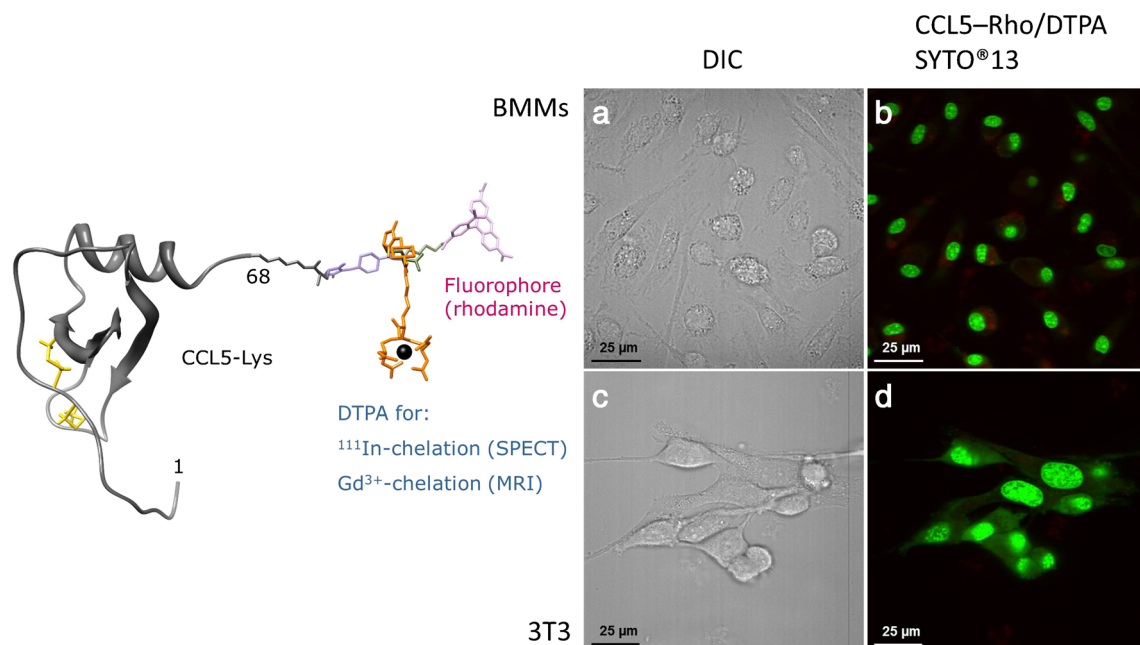 CCL5–Rho/DTPA
DIC
SYTO®13
BMMs
a
b
68
Fluorophore
(rhodamine)
CCL5-Lys
25 µm
25 µm
c
d
DTPA for:
¹¹¹In-chelation (SPECT)
1
Gd³⁺-chelation (MRI)
3T3
25 µm
25 µm